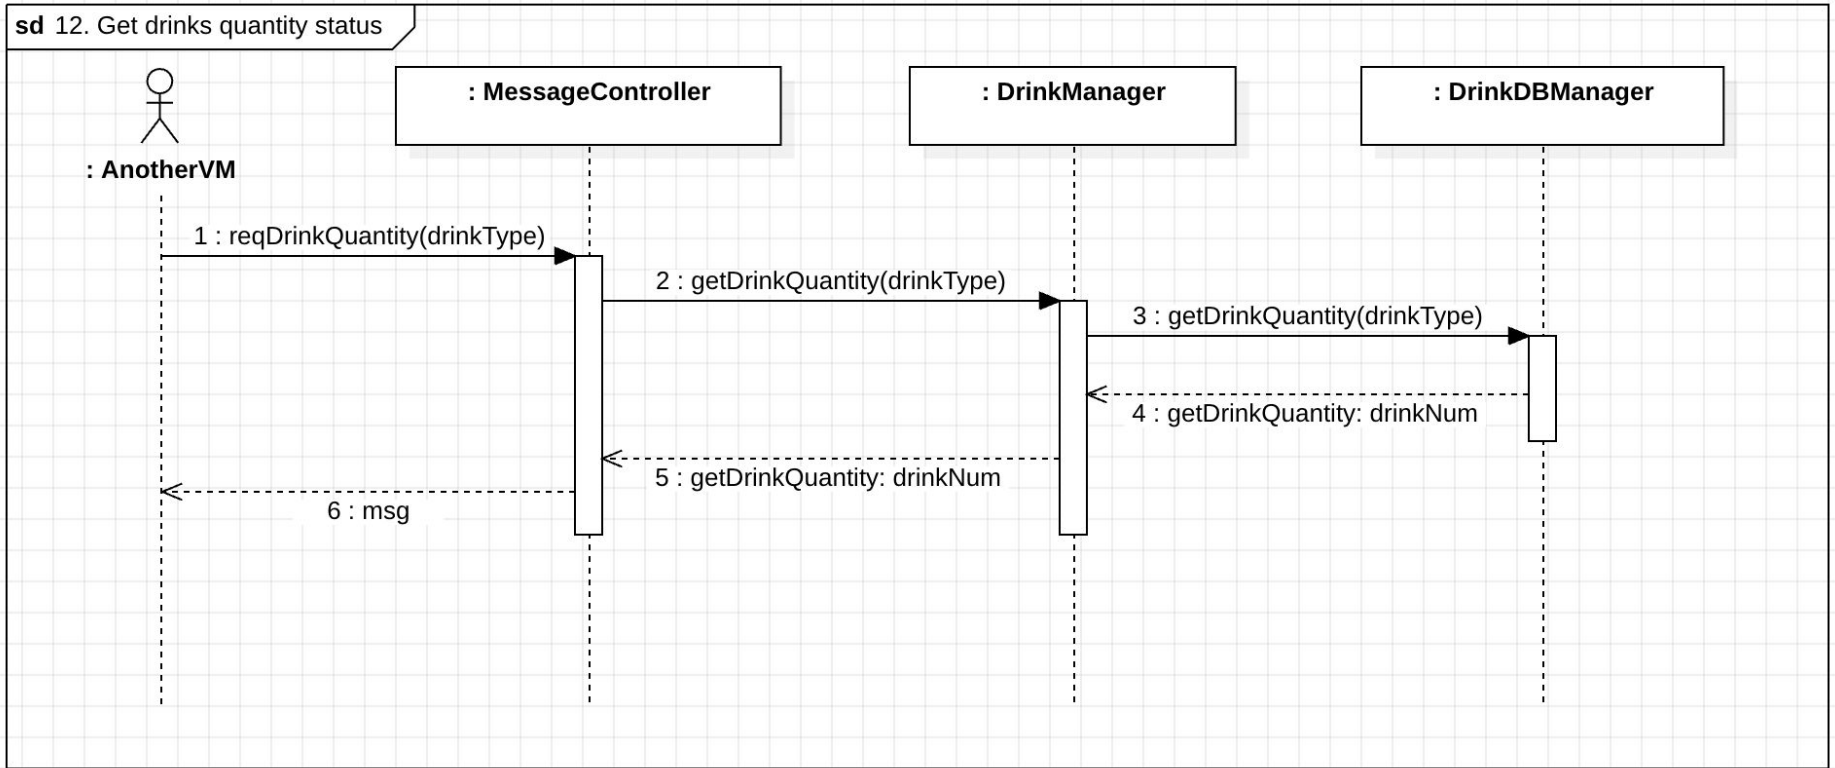 sd 12. Get drinks quantity status
: AnotherVM
: MessageController
: DrinkManager
: DrinkDBManager
1 : reqDrinkQuantity(drinkType)
2 : getDrinkQuantity(drinkType)
3 : getDrinkQuantity(drinkType)
4 : getDrinkQuantity: drinkNum
5 : getDrinkQuantity: drinkNum
6 : msg